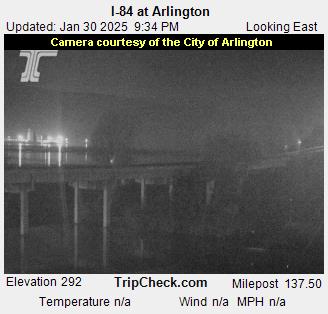 I-84 at Arlington
Updated: Jan 30 2025 9:34 PM Looking East
Camera courtesy of the City of Arlington
Elevation 292 TripCheck.com Milepost 137.50
Temperature n/a Wind n/a MPH n/a